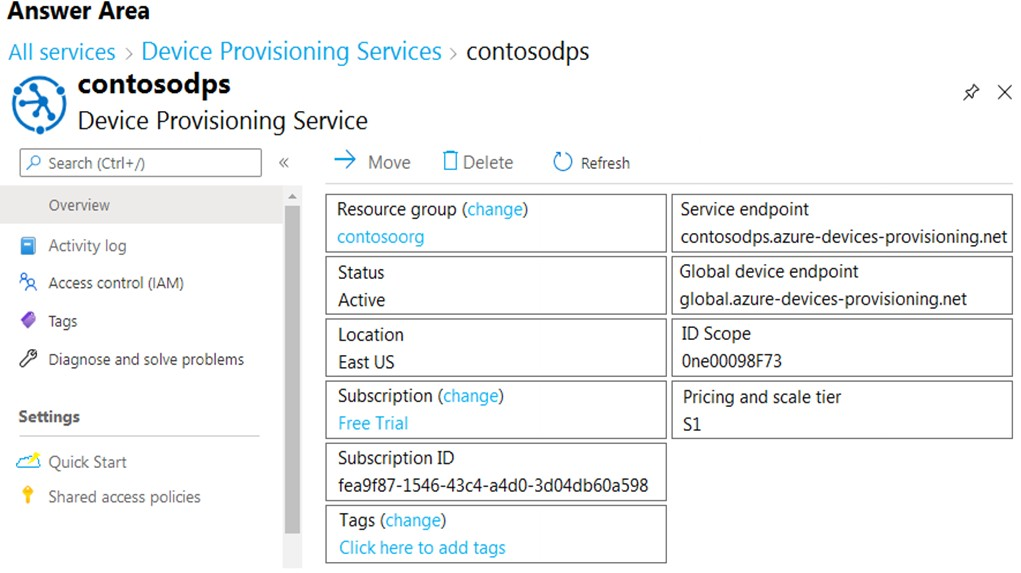 Answer Area
All services > Device Provisioning Services > contosodps
contosodps
Device Provisioning Service
Search (Ctrl+/)
«
Move
Delete
Refresh
Overview
Activity log
Access control (IAM)
Tags
Diagnose and solve problems
Settings
Quick Start
Shared access policies
Resource group (change)
contosoorg
Status
Active
Location
East US
Subscription (change)
Free Trial
Subscription ID
fea9f87-1546-43c4-a4d0-3d04db60a598
Tags (change)
Click here to add tags
Service endpoint
contosodps.azure-devices-provisioning.net
Global device endpoint
global.azure-devices-provisioning.net
ID Scope
0ne00098F73
Pricing and scale tier
S1